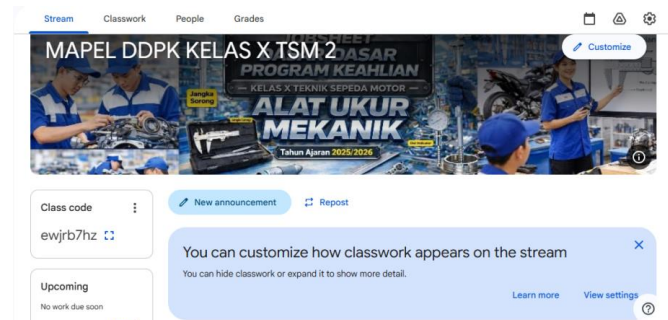 Stream Classwork People Grades
MAPEL DDPK KELAS X TSM 2
Customize
DASAR
PROGRAM KEAHLIAN
— KELAS X TEKNIK SEPEDA MOTOR —
Jangka
Sorong
ALAT UKUR
MEKANIK
Tahun Ajaran 2025/2026
Class code
ewjrb7hz
New announcement
Repost
You can customize how classwork appears on the stream
You can hide classwork or expand it to show more detail.
Learn more View settings
Upcoming
No work due soon